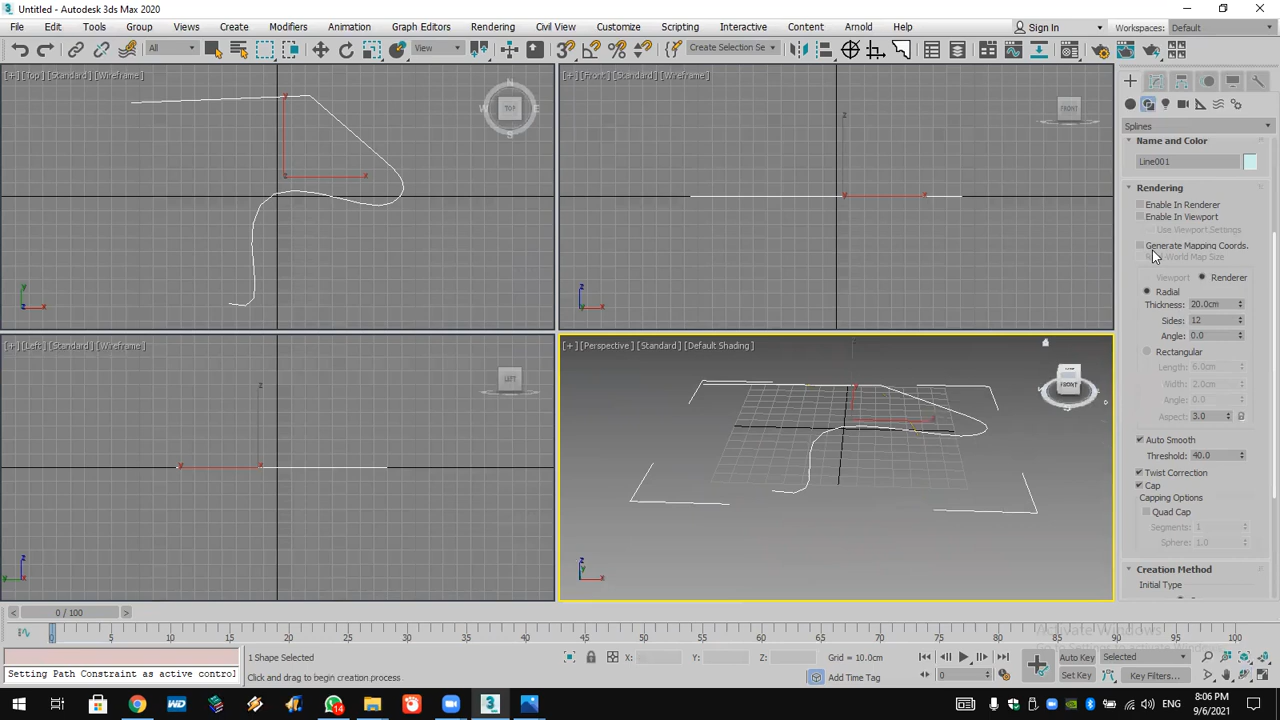 Untitled - Autodesk 3ds Max 2020
File Edit Tools Group Views Create Modifiers Animation Graph Editors Rendering Civil View Customize Scripting Interactive Content Arnold Help Sign In Workspaces: Default
All View Create Selection Se
[+] [Top] [Standard] [Wireframe]
N
W TOP E
S
y
x
z
y
z x
[+] [Front] [Standard] [Wireframe]
FRONT
z
y x
z
x
[+] [Left] [Standard] [Wireframe]
LEFT
z
y x
z
y x
[+] [Perspective] [Standard] [Default Shading]
FRONT
z
y
x
Splines
Name and Color
Line001
Rendering
Enable In Renderer
Enable In Viewport
Use Viewport Settings
Generate Mapping Coords.
Real-World Map Size
Viewport Renderer
Radial
Thickness: 20.0cm
Sides: 12
Angle: 0.0
Rectangular
Length: 6.0cm
Width: 2.0cm
Angle: 0.0
Aspect: 3.0
Auto Smooth
Threshold: 40.0
Twist Correction
Cap
Capping Options
Quad Cap
Segments: 1
Sphere: 1.0
Creation Method
Initial Type
< 0 / 100 >
0 5 10 15 20 25 30 35 40 45 50 55 60 65 70 75 80 85 90 95 100
Activate Windows
Setting Path Constraint as active control
1 Shape Selected
Click and drag to begin creation process
X: Y: Z: Grid = 10.0cm
Add Time Tag
0
Auto Key Selected
Set Key Key Filters...
14
ENG
8:06 PM
9/6/2021